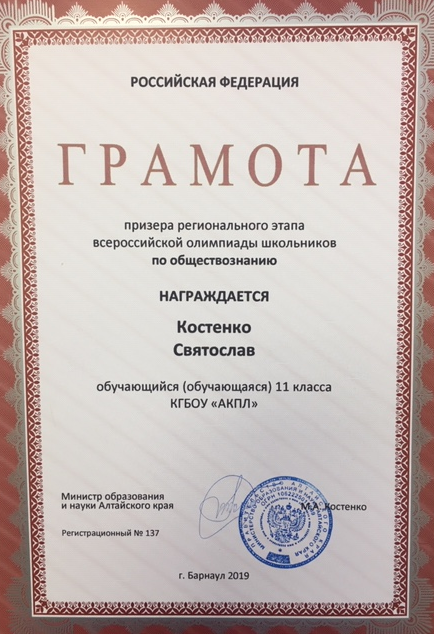 РОССИЙСКАЯ ФЕДЕРАЦИЯ
ГРАМОТА
призера регионального этапа
всероссийской олимпиады школьников
по обществознанию
НАГРАЖДАЕТСЯ
Костенко
Святослав
обучающийся (обучающаяся) 11 класса
КГБОУ «АКПЛ»
Министр образования
и науки Алтайского края
М.А. Костенко
Регистрационный № 137
г. Барнаул 2019